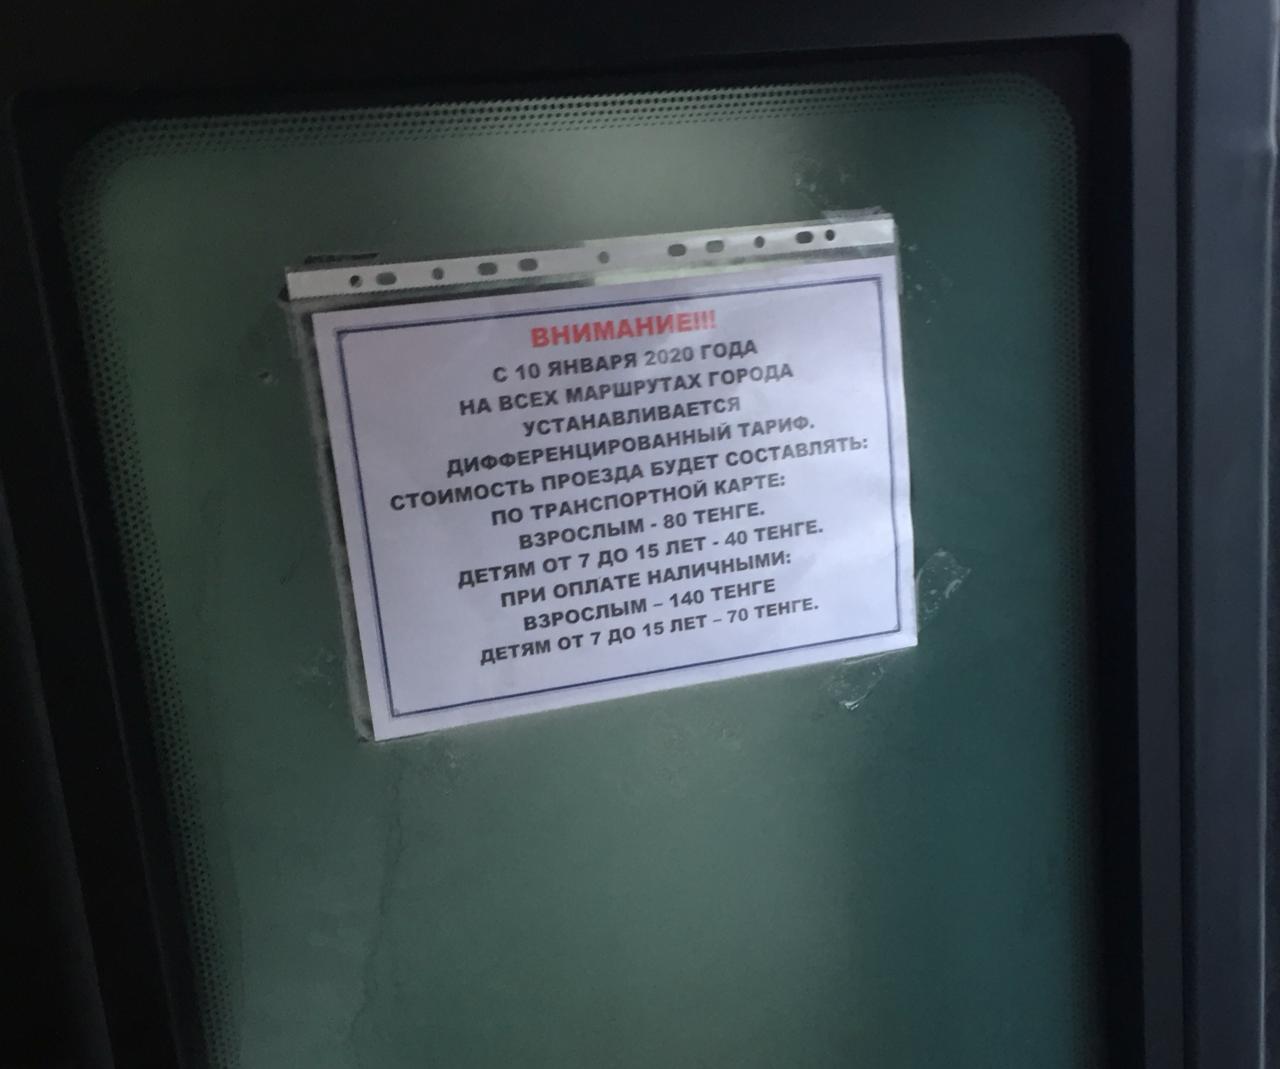 ВНИМАНИЕ!!!
С 10 ЯНВАРЯ 2020 ГОДА
НА ВСЕХ МАРШРУТАХ ГОРОДА
УСТАНАВЛИВАЕТСЯ
ДИФФЕРЕНЦИРОВАННЫЙ ТАРИФ.
СТОИМОСТЬ ПРОЕЗДА БУДЕТ СОСТАВЛЯТЬ:
ПО ТРАНСПОРТНОЙ КАРТЕ:
ВЗРОСЛЫМ - 80 ТЕНГЕ.
ДЕТЯМ ОТ 7 ДО 15 ЛЕТ - 40 ТЕНГЕ.
ПРИ ОПЛАТЕ НАЛИЧНЫМИ:
ВЗРОСЛЫМ – 140 ТЕНГЕ
ДЕТЯМ ОТ 7 ДО 15 ЛЕТ – 70 ТЕНГЕ.